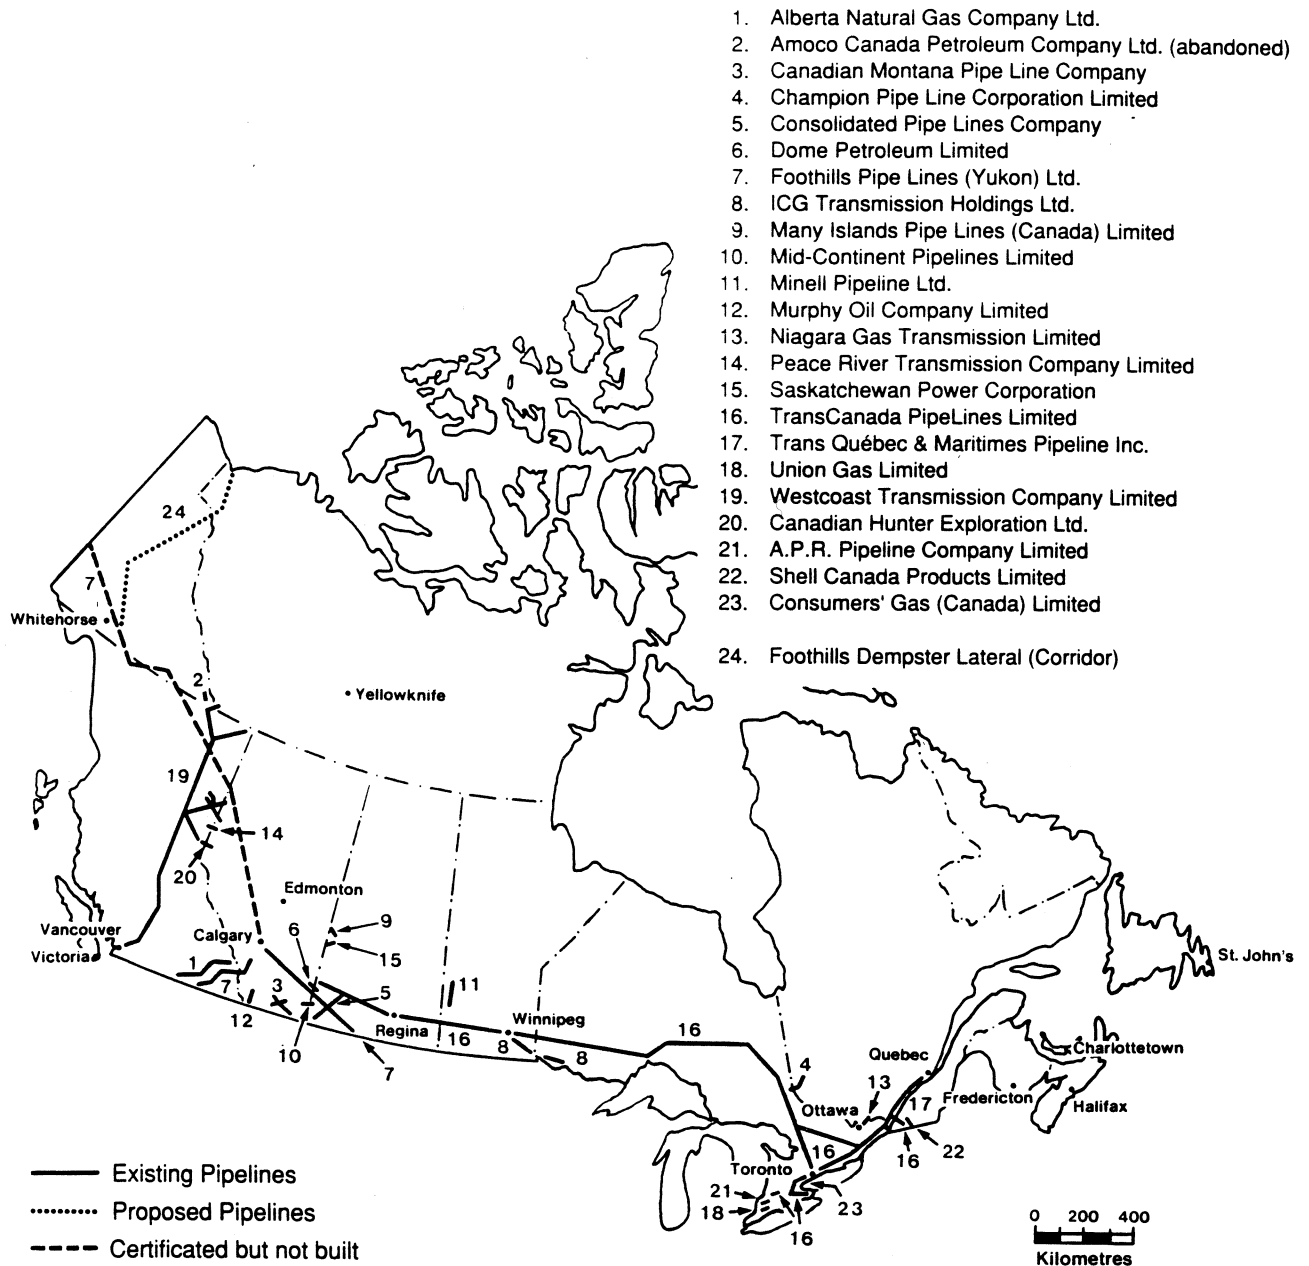 1. Alberta Natural Gas Company Ltd.
2. Amoco Canada Petroleum Company Ltd. (abandoned)
3. Canadian Montana Pipe Line Company
4. Champion Pipe Line Corporation Limited
5. Consolidated Pipe Lines Company
6. Dome Petroleum Limited
7. Foothills Pipe Lines (Yukon) Ltd.
8. ICG Transmission Holdings Ltd.
9. Many Islands Pipe Lines (Canada) Limited
10. Mid-Continent Pipelines Limited
11. Minell Pipeline Ltd.
12. Murphy Oil Company Limited
13. Niagara Gas Transmission Limited
14. Peace River Transmission Company Limited
15. Saskatchewan Power Corporation
16. TransCanada PipeLines Limited
17. Trans Québec & Maritimes Pipeline Inc.
18. Union Gas Limited
19. Westcoast Transmission Company Limited
20. Canadian Hunter Exploration Ltd.
21. A.P.R. Pipeline Company Limited
22. Shell Canada Products Limited
23. Consumers' Gas (Canada) Limited
24. Foothills Dempster Lateral (Corridor)
24
7
Whitehorse
2
Yellowknife
19
14
20
Edmonton
9
Vancouver
Calgary
6
15
Victoria
1
7
3
5
11
St. John's
12
10
Regina
16
Winnipeg
8
8
7
16
4
Quebec
Charlottetown
13
17
Fredericton
Halifax
Ottawa
16
22
16
Toronto
21
18
23
16
Existing Pipelines
Proposed Pipelines
Certificated but not built
0 200 400
Kilometres